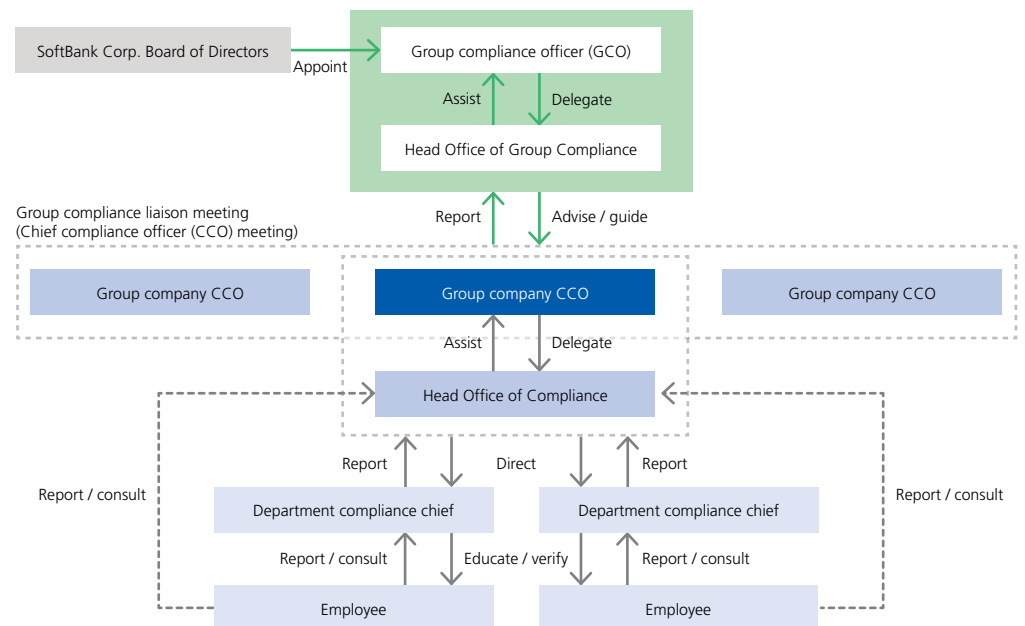 SoftBank Corp. Board of Directors
Appoint
Group compliance officer (GCO)
Assist
Delegate
Head Office of Group Compliance
Group compliance liaison meeting
(Chief compliance officer (CCO) meeting)
Report
Advise / guide
Group company CCO
Group company CCO
Group company CCO
Assist
Delegate
Head Office of Compliance
Report
Direct
Report
Report / consult
Report / consult
Department compliance chief
Department compliance chief
Report / consult
Educate / verify
Report / consult
Employee
Employee